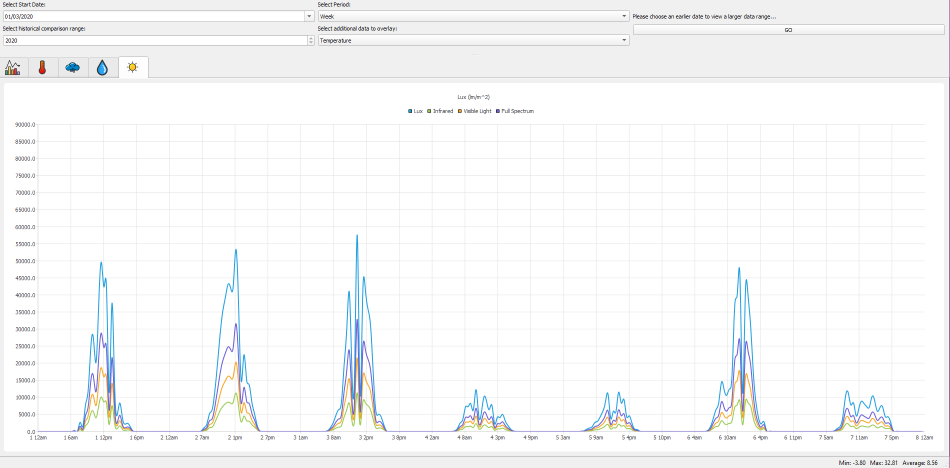 Select Start Date:
Select Period:
01/03/2020
Week
Please choose an earlier date to view a larger data range...
Select historical comparison range:
Select additional data to overlay:
GO
2020
Temperature
Lux (lm/m^2)
Lux Infrared Visible Light Full Spectrum
90000.0
85000.0
80000.0
75000.0
70000.0
65000.0
60000.0
55000.0
50000.0
45000.0
40000.0
35000.0
30000.0
25000.0
20000.0
15000.0
10000.0
5000.0
0.0
1 12am 1 6am 1 12pm 1 6pm 2 12am 2 7am 2 1pm 2 7pm 3 1am 3 8am 3 2pm 3 8pm 4 2am 4 8am 4 3pm 4 9pm 5 3am 5 9am 5 4pm 5 10pm 6 4am 6 10am 6 4pm 6 11pm 7 5am 7 11am 7 5pm 8 12am
Min: -3.80 Max: 32.81 Average: 8.56